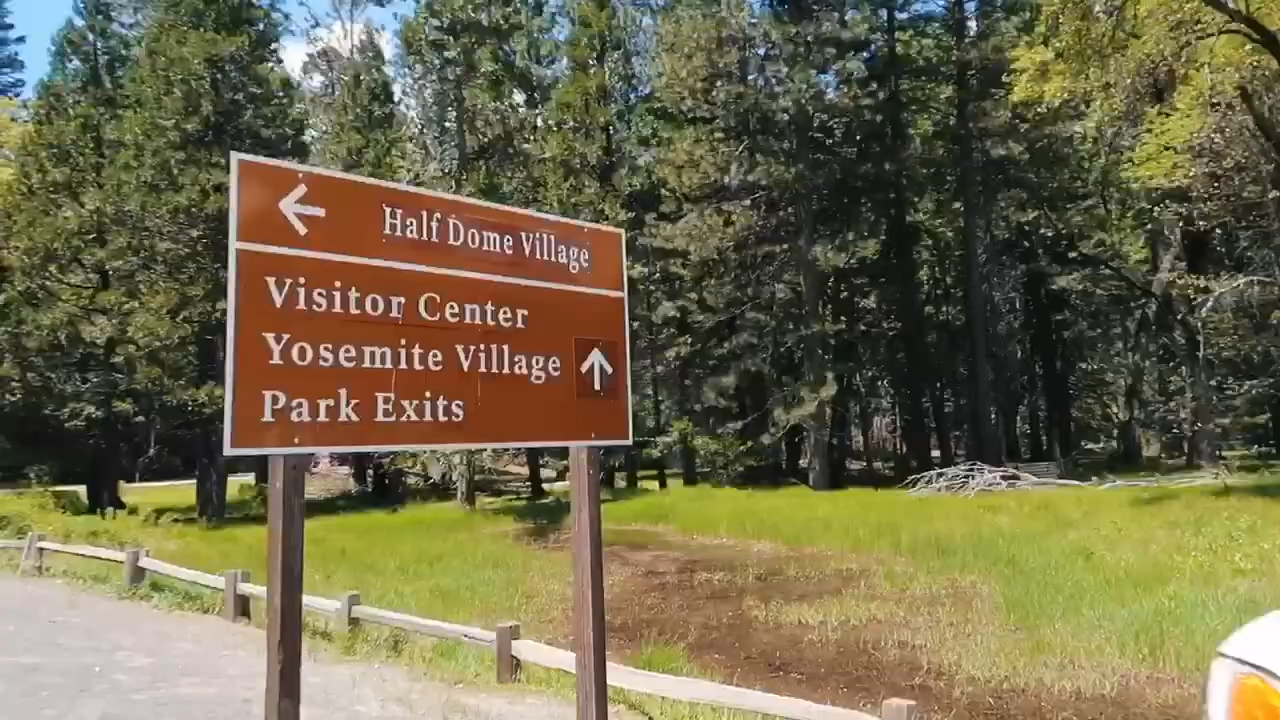 Half Dome Village
Visitor Center
Yosemite Village
Park Exits